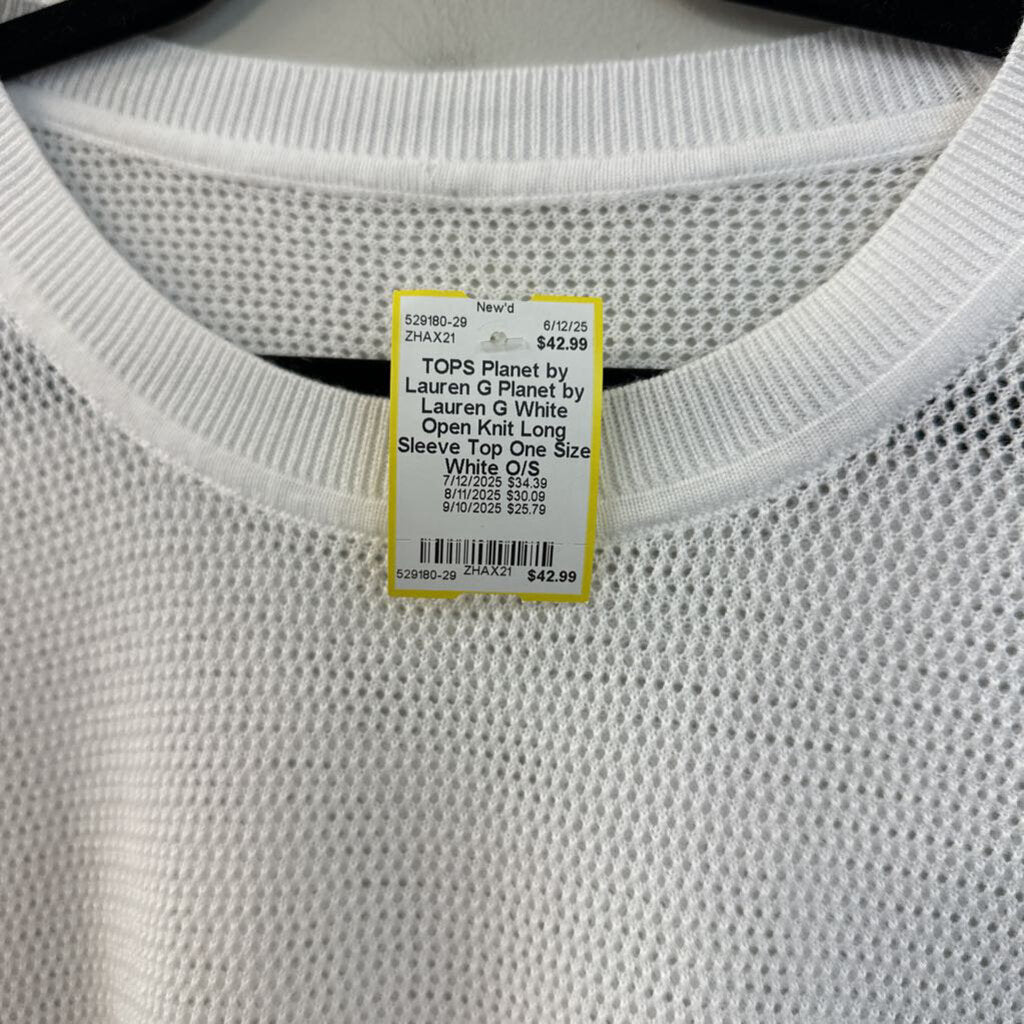 New'd
529180-29 6/12/25
ZHAX21 $42.99
TOPS Planet by
Lauren G Planet by
Lauren G White
Open Knit Long
Sleeve Top One Size
White O/S
7/12/2025 $34.39
8/11/2025 $30.09
9/10/2025 $25.79
529180-29 ZHAX21 $42.99